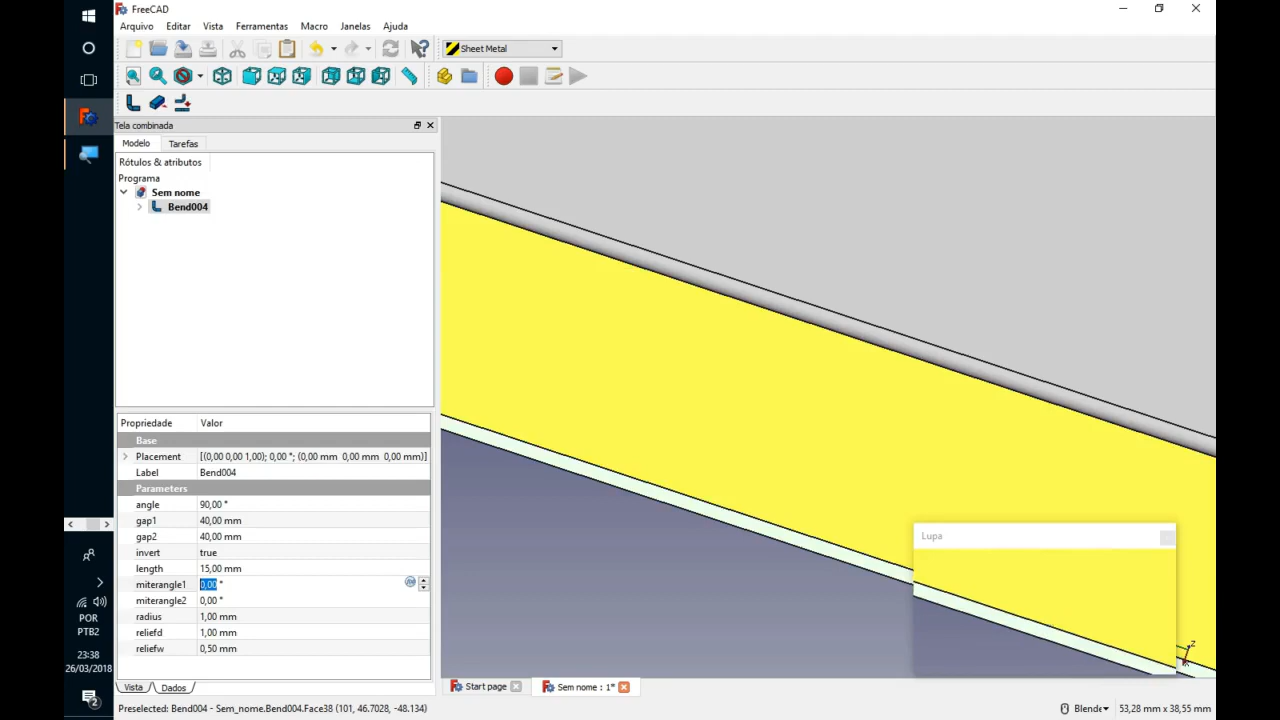 FreeCAD
Arquivo Editar Vista Ferramentas Macro Janelas Ajuda
Sheet Metal
Tela combinada
Modelo Tarefas
Rótulos & atributos
Programa
Sem nome
Bend004
Propriedade Valor
Base
Placement [(0,00 0,00 1,00); 0,00 °; (0,00 mm 0,00 mm 0,00 mm)]
Label Bend004
Parameters
angle 90,00 °
gap1 40,00 mm
gap2 40,00 mm
invert true
length 15,00 mm
miterangle1 0,00 °
miterangle2 0,00 °
radius 1,00 mm
reliefd 1,00 mm
reliefw 0,50 mm
Vista Dados
Lupa
z
Start page Sem nome : 1*
Preselected: Bend004 - Sem_nome.Bend004.Face38 (101, 46.7028, -48.134)
Blende 53,28 mm x 38,55 mm
POR
PTB2
23:38
26/03/2018
2